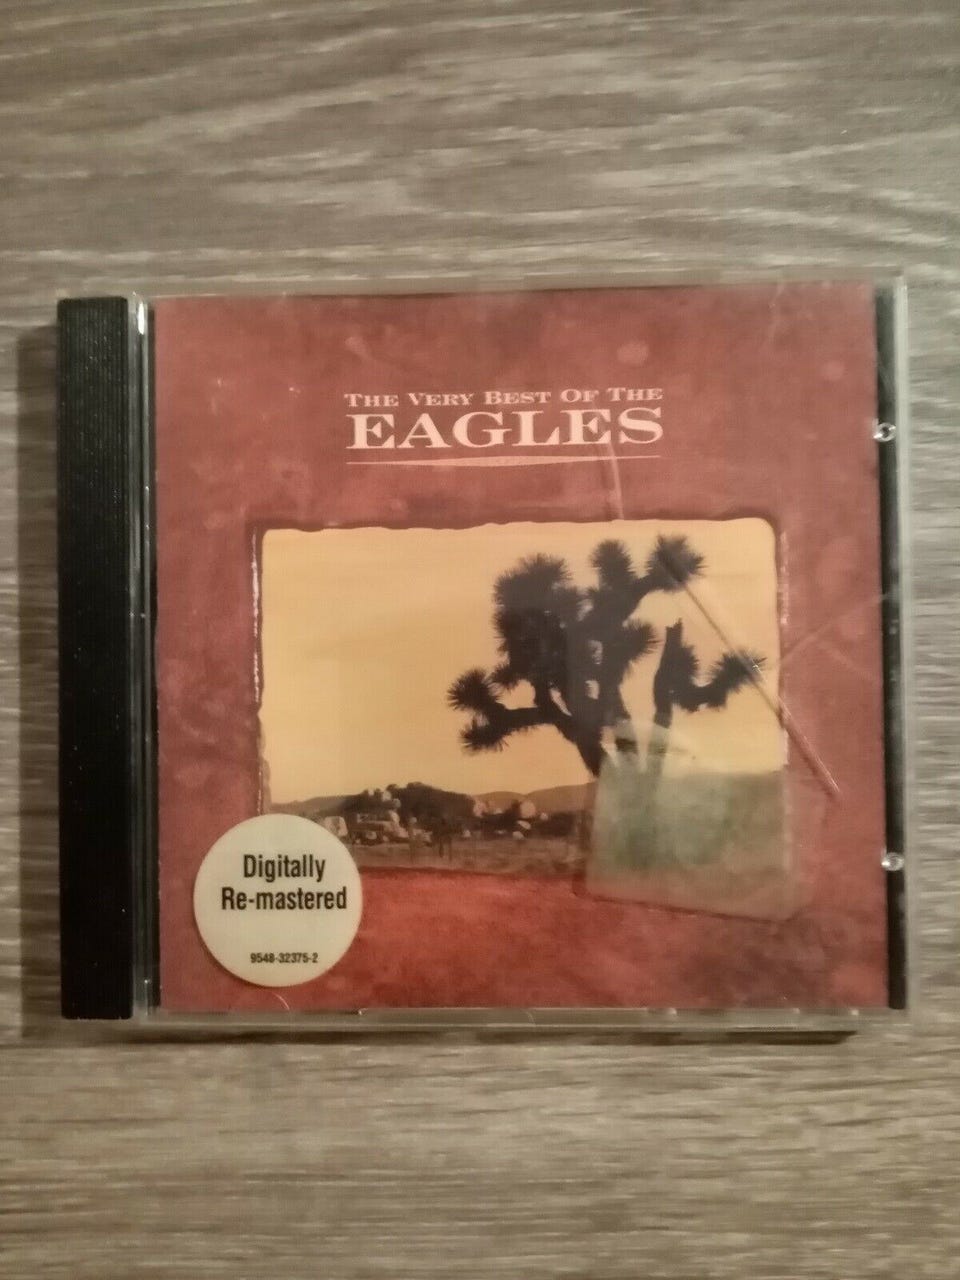 THE VERY BEST OF THE
EAGLES
Digitally
Re-mastered
9548-32375-2